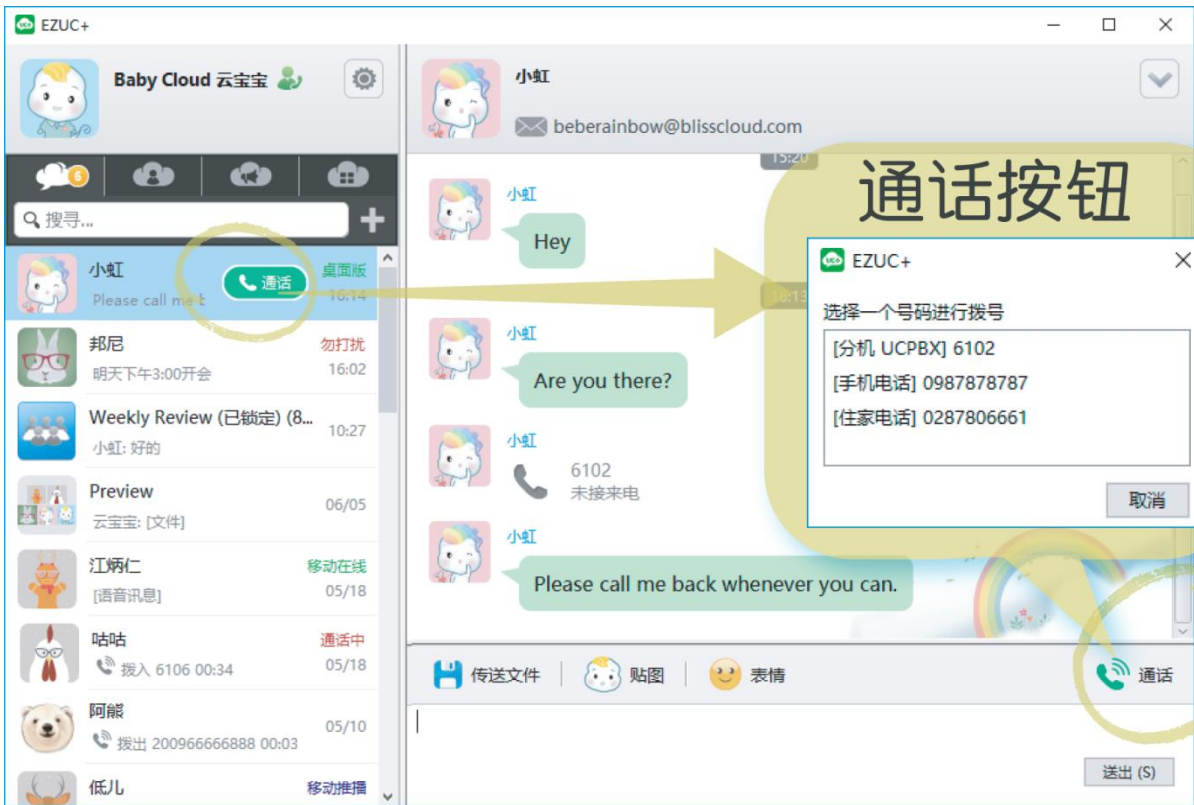 EZUC+
Baby Cloud 云宝宝
6
搜寻...
小虹
桌面版
Please call me b
通话
16:14
邦尼
勿打扰
明天下午3:00开会
16:02
Weekly Review (已锁定) (8...
小虹: 好的
10:27
Preview
云宝宝: [文件]
06/05
江炳仁
移动在线
[语音讯息]
05/18
咕咕
通话中
拨入 6106 00:34
05/18
阿熊
拨出 200966666888 00:03
05/10
低儿
移动推播
小虹
beberainbow@blisscloud.com
15:20
小虹
Hey
16:13
小虹
Are you there?
小虹
6102
未接来电
小虹
Please call me back whenever you can.
通话按钮
UCO EZUC+
选择一个号码进行拨号
[分机 UCPBX] 6102
[手机电话] 0987878787
[住家电话] 0287806661
取消
传送文件
贴图
表情
通话
送出 (S)